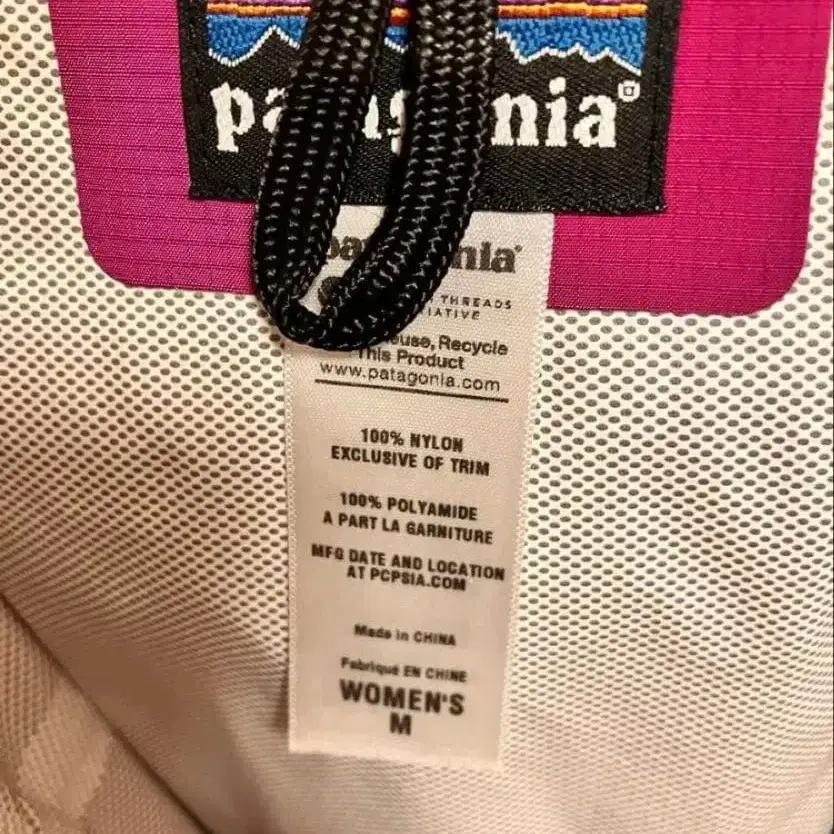 patagonia
patagonia®
THREADS
Reuse, Recycle
This Product
www.patagonia.com
100% NYLON
EXCLUSIVE OF TRIM
100% POLYAMIDE
A PART LA GARNITURE
MFG DATE AND LOCATION
AT PCPSIA.COM
Made in CHINA
Fabriqué EN CHINE
WOMEN'S
M